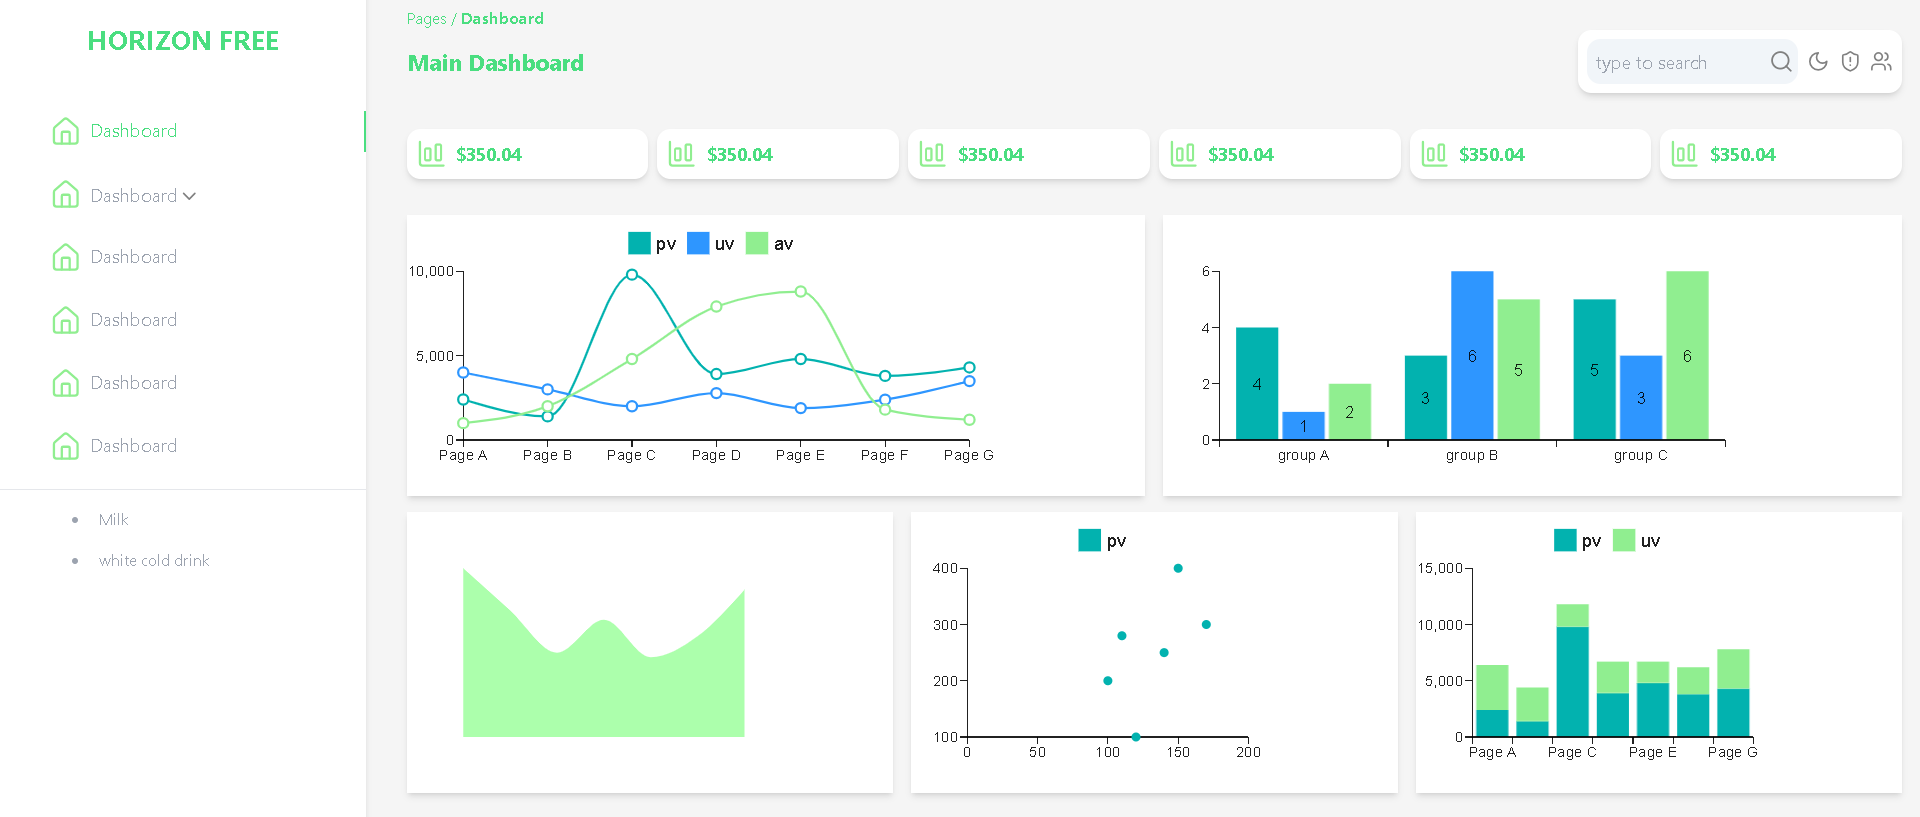 HORIZON FREE
Dashboard
Dashboard
Dashboard
Dashboard
Dashboard
Dashboard
Milk
white cold drink
Pages / Dashboard
Main Dashboard
type to search
$350.04 $350.04 $350.04 $350.04 $350.04 $350.04
pv uv av
10,000
5,000
0
Page A Page B Page C Page D Page E Page F Page G
6
4
2
0
4 1 2 3 6 5 5 3 6
group A group B group C
pv
400
300
200
100
0 50 100 150 200
pv uv
15,000
10,000
5,000
0
Page A Page C Page E Page G